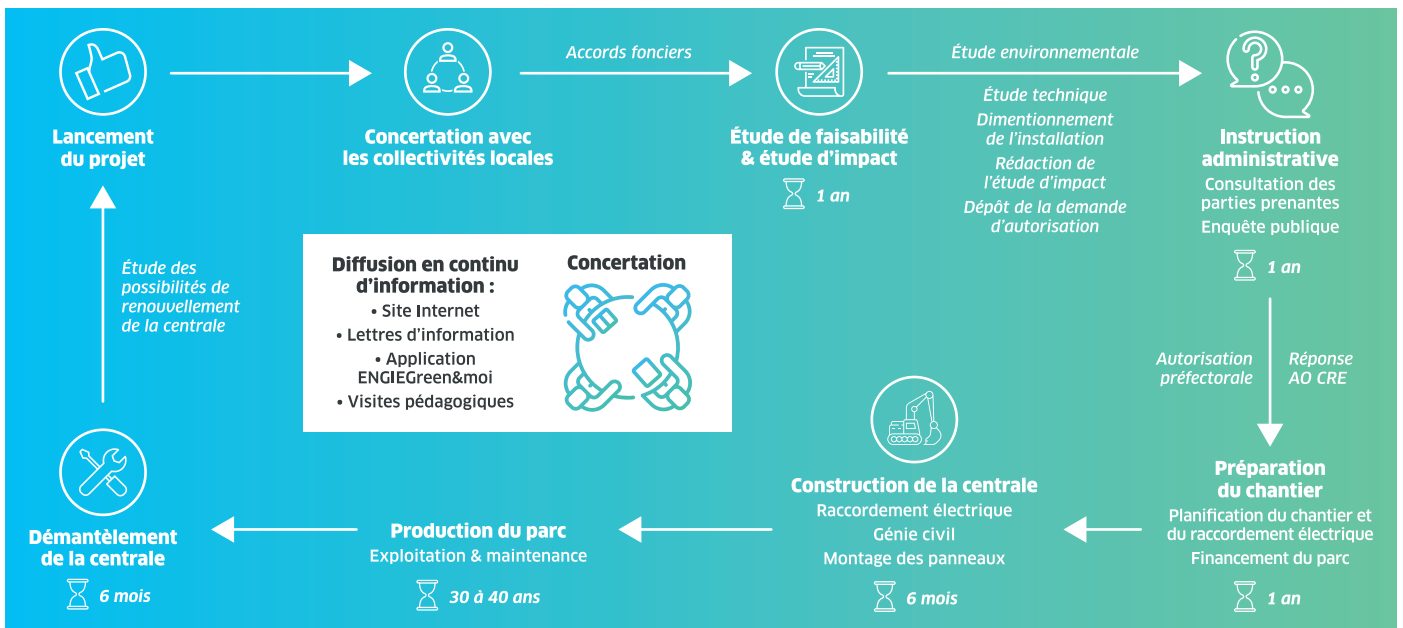 Lancement
du projet
Concertation avec
les collectivités locales
Accords fonciers
Étude de faisabilité
& étude d'impact
1 an
Étude environnementale
Étude technique
Dimentionnement
de l'installation
Rédaction de
l'étude d'impact
Dépôt de la demande
d'autorisation
?
Instruction
administrative
Consultation des
parties prenantes
Enquête publique
1 an
Autorisation
préfectorale
Réponse
AO CRE
Préparation
du chantier
Planification du chantier et
du raccordement électrique
Financement du parc
1 an
Construction de la centrale
Raccordement électrique
Génie civil
Montage des panneaux
6 mois
Production du parc
Exploitation & maintenance
30 à 40 ans
Démantèlement
de la centrale
6 mois
Étude des
possibilités de
renouvellement
de la centrale
Diffusion en continu
d'information :
• Site Internet
• Lettres d'information
• Application
ENGIEGreen&moi
• Visites pédagogiques
Concertation